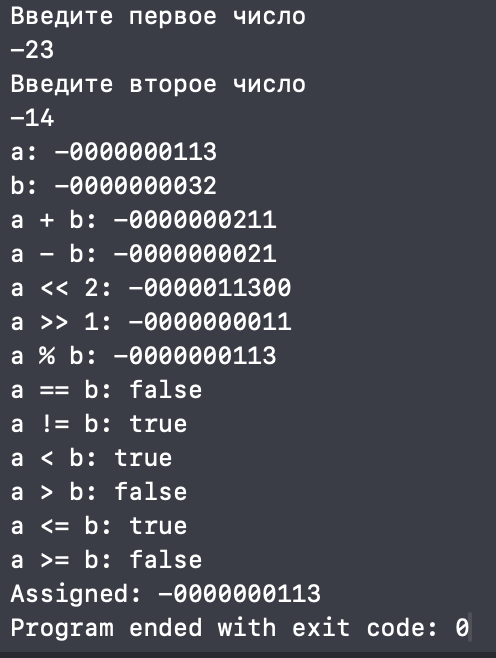 Введите первое число
-23
Введите второе число
-14
a: -0000000113
b: -0000000032
a + b: -0000000211
a - b: -0000000021
a << 2: -0000011300
a >> 1: -0000000011
a % b: -0000000113
a == b: false
a != b: true
a < b: true
a > b: false
a <= b: true
a >= b: false
Assigned: -0000000113
Program ended with exit code: 0